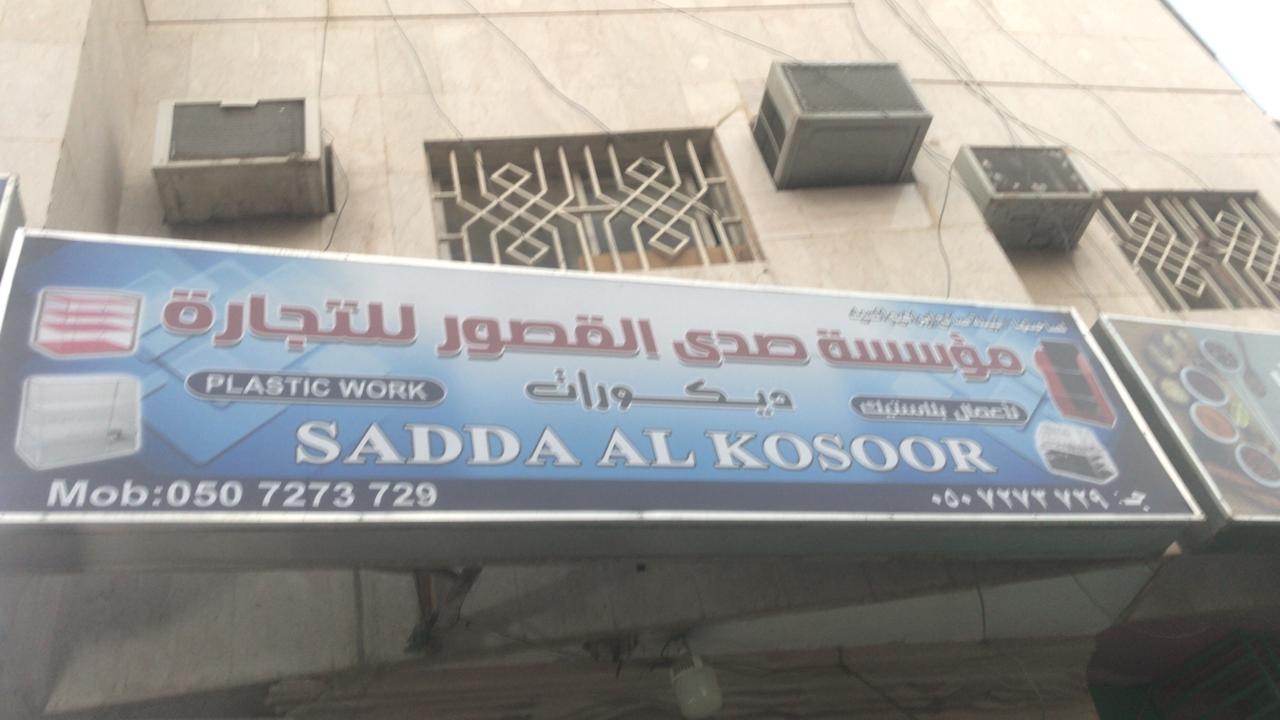 مؤسسة صدى القصور للتجارة
ديكورات
PLASTIC WORK
لأعمال بلاستيك
SADDA AL KOSOOR
Mob:050 7273 729
٠٥٠ ٧٢٧٣ ٧٢٩